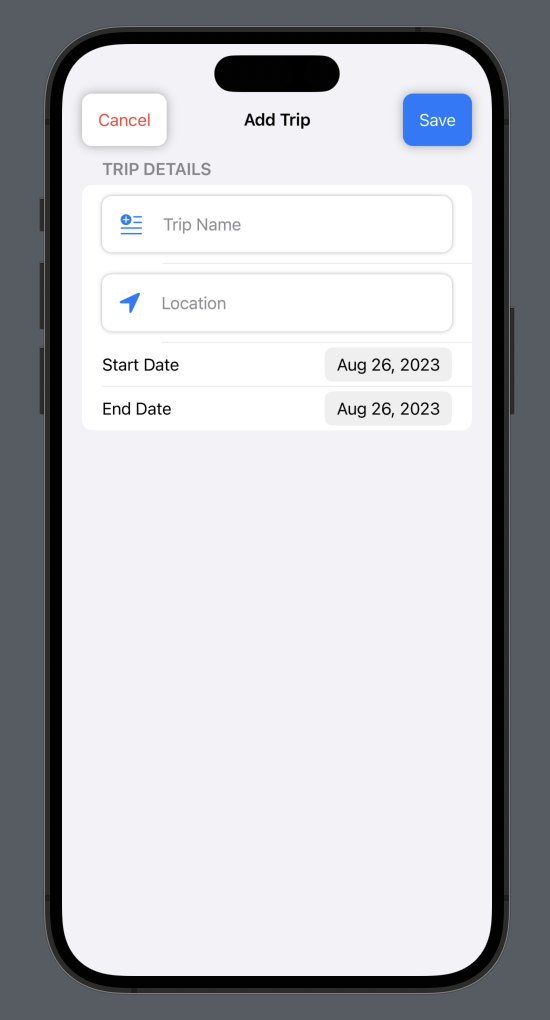 Cancel
Add Trip
Save
TRIP DETAILS
Trip Name
Location
Start Date
Aug 26, 2023
End Date
Aug 26, 2023